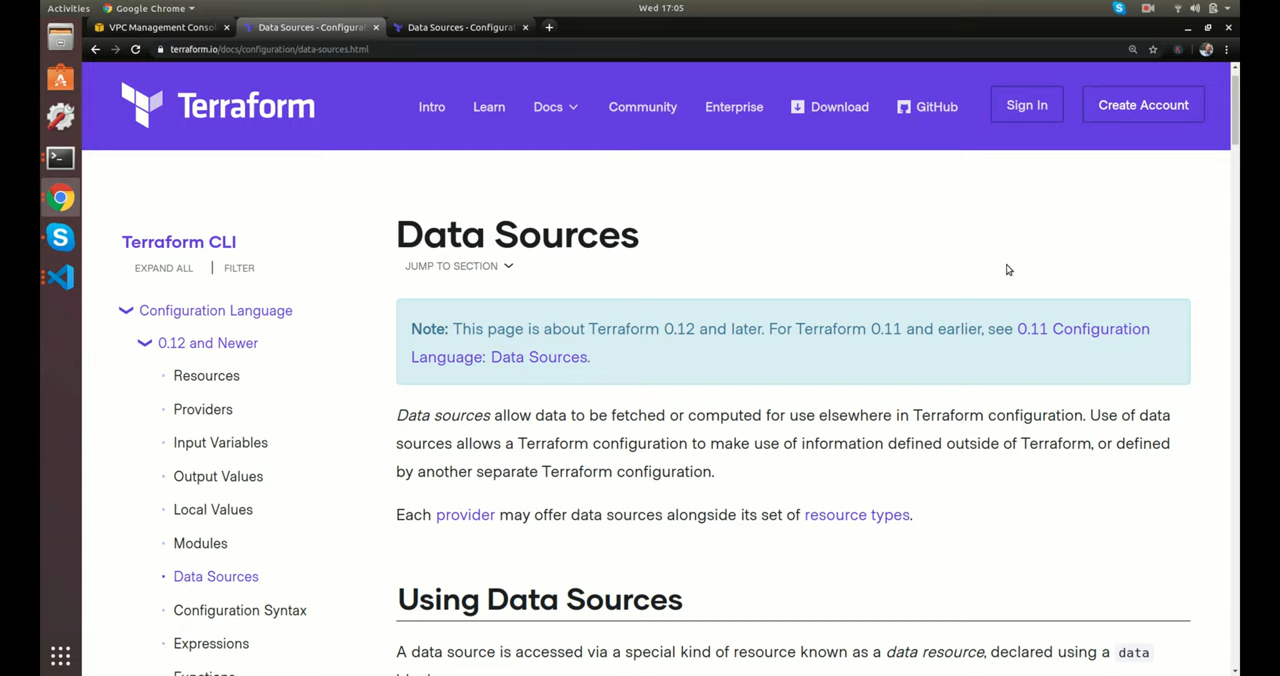 Activities Google Chrome Wed 17:05
VPC Management Consol Data Sources - Configurat Data Sources - Configurat
terraform.io/docs/configuration/data-sources.html
Terraform Intro Learn Docs Community Enterprise Download GitHub Sign In Create Account
Data Sources
JUMP TO SECTION
Terraform CLI
EXPAND ALL | FILTER
Configuration Language
0.12 and Newer
Resources
Providers
Input Variables
Output Values
Local Values
Modules
Data Sources
Configuration Syntax
Expressions
Functions
Note: This page is about Terraform 0.12 and later. For Terraform 0.11 and earlier, see 0.11 Configuration
Language: Data Sources.
Data sources allow data to be fetched or computed for use elsewhere in Terraform configuration. Use of data
sources allows a Terraform configuration to make use of information defined outside of Terraform, or defined
by another separate Terraform configuration.
Each provider may offer data sources alongside its set of resource types.
Using Data Sources
A data source is accessed via a special kind of resource known as a data resource, declared using a data